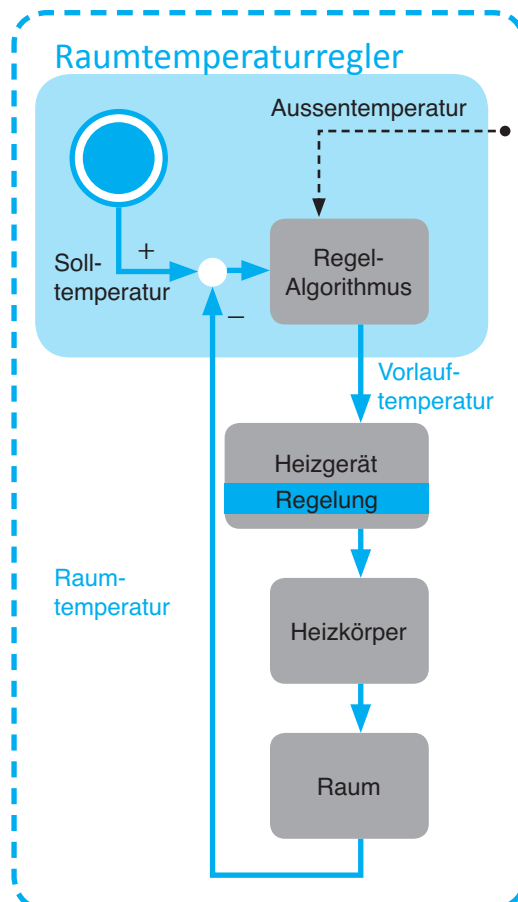 Raumtemperaturregler
Aussentemperatur
+
Soll-
temperatur
–
Regel-
Algorithmus
Vorlauf-
temperatur
Heizgerät
Regelung
Raum-
temperatur
Heizkörper
Raum